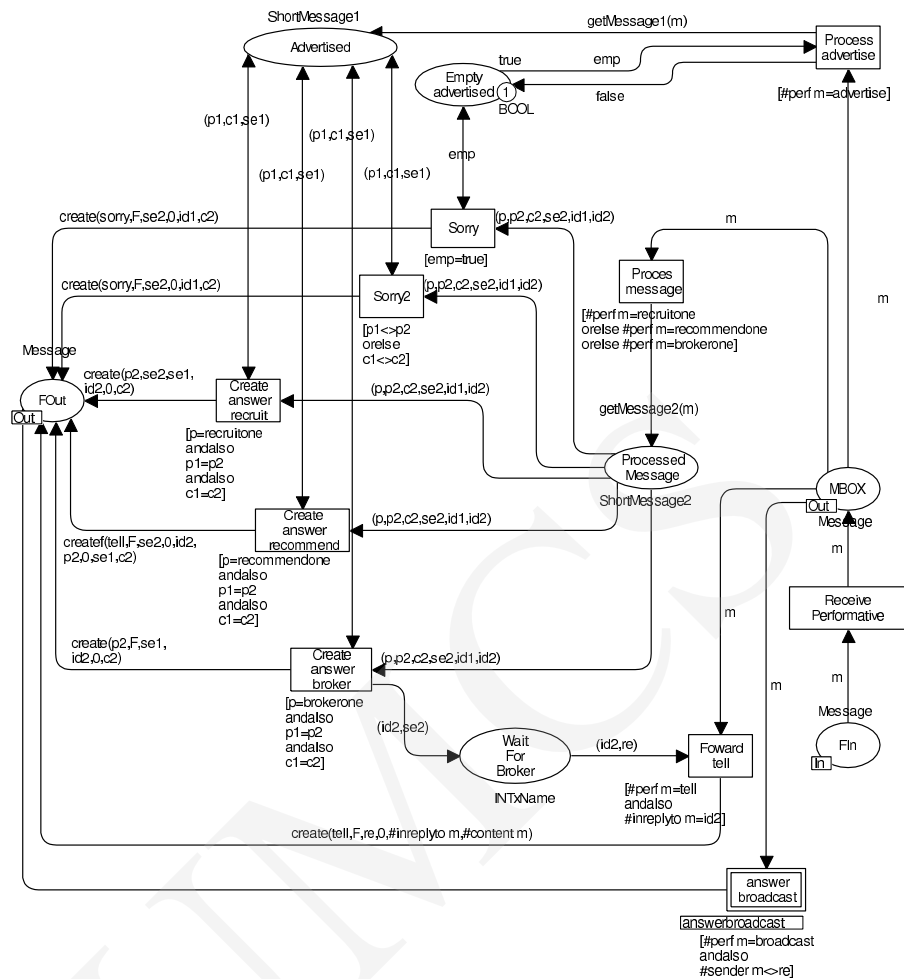 ShortMessage1
Advertised
getMessage1(m)
Process
advertise
[#perf m=advertise]
true
emp
false
Empty
advertised
1
BOOL
(p1,c1,se1)
(p1,c1,se1)
(p1,c1,se1)
(p1,c1,se1)
emp
create(sorry,F,se2,0,id1,c2)
Sorry
(p,p2,c2,se2,id1,id2)
[emp=true]
m
Proces
message
m
create(sorry,F,se2,0,id1,c2)
Sorry2
(p,p2,c2,se2,id1,id2)
[#perf m=recruitone
orelse #perf m=recommendone
orelse #perf m=brokerone]
[p1<>p2
orelse
c1<>c2]
Message
FOut
Out
create(p2,se2,se1,
id2,0,c2)
Create
answer
recruit
(p,p2,c2,se2,id1,id2)
getMessage2(m)
[p=recruitone
andalso
p1=p2
andalso
c1=c2]
Processed
Message
ShortMessage2
MBOX
Out
Message
createf(tell,F,se2,0,id2,
p2,0,se1,c2)
Create
answer
recommend
(p,p2,c2,se2,id1,id2)
m
[p=recommendone
andalso
p1=p2
andalso
c1=c2]
Receive
Performative
m
m
m
create(p2,F,se1,
id2,0,c2)
Create
answer
broker
(p,p2,c2,se2,id1,id2)
[p=brokerone
andalso
p1=p2
andalso
c1=c2]
(id2,se2)
Message
FIn
In
Wait
For
Broker
INTxName
(id2,re)
Foward
tell
[#perf m=tell
andalso
#inreplyto m=id2]
create(tell,F,re,0,#inreplyto m,#content m)
answer
broadcast
answerbroadcast
[#perf m=broadcast
andalso
#sender m<>re]
UMCS